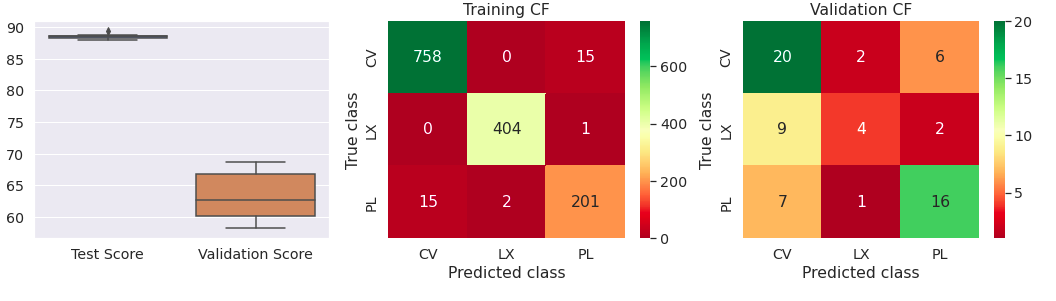 90
85
80
75
70
65
60
Test Score
Validation Score
Training CF
True class
CV
LX
PL
758 0 15
0 404 1
15 2 201
CV LX PL
Predicted class
600
400
200
0
Validation CF
True class
CV
LX
PL
20 2 6
9 4 2
7 1 16
CV LX PL
Predicted class
20
15
10
5